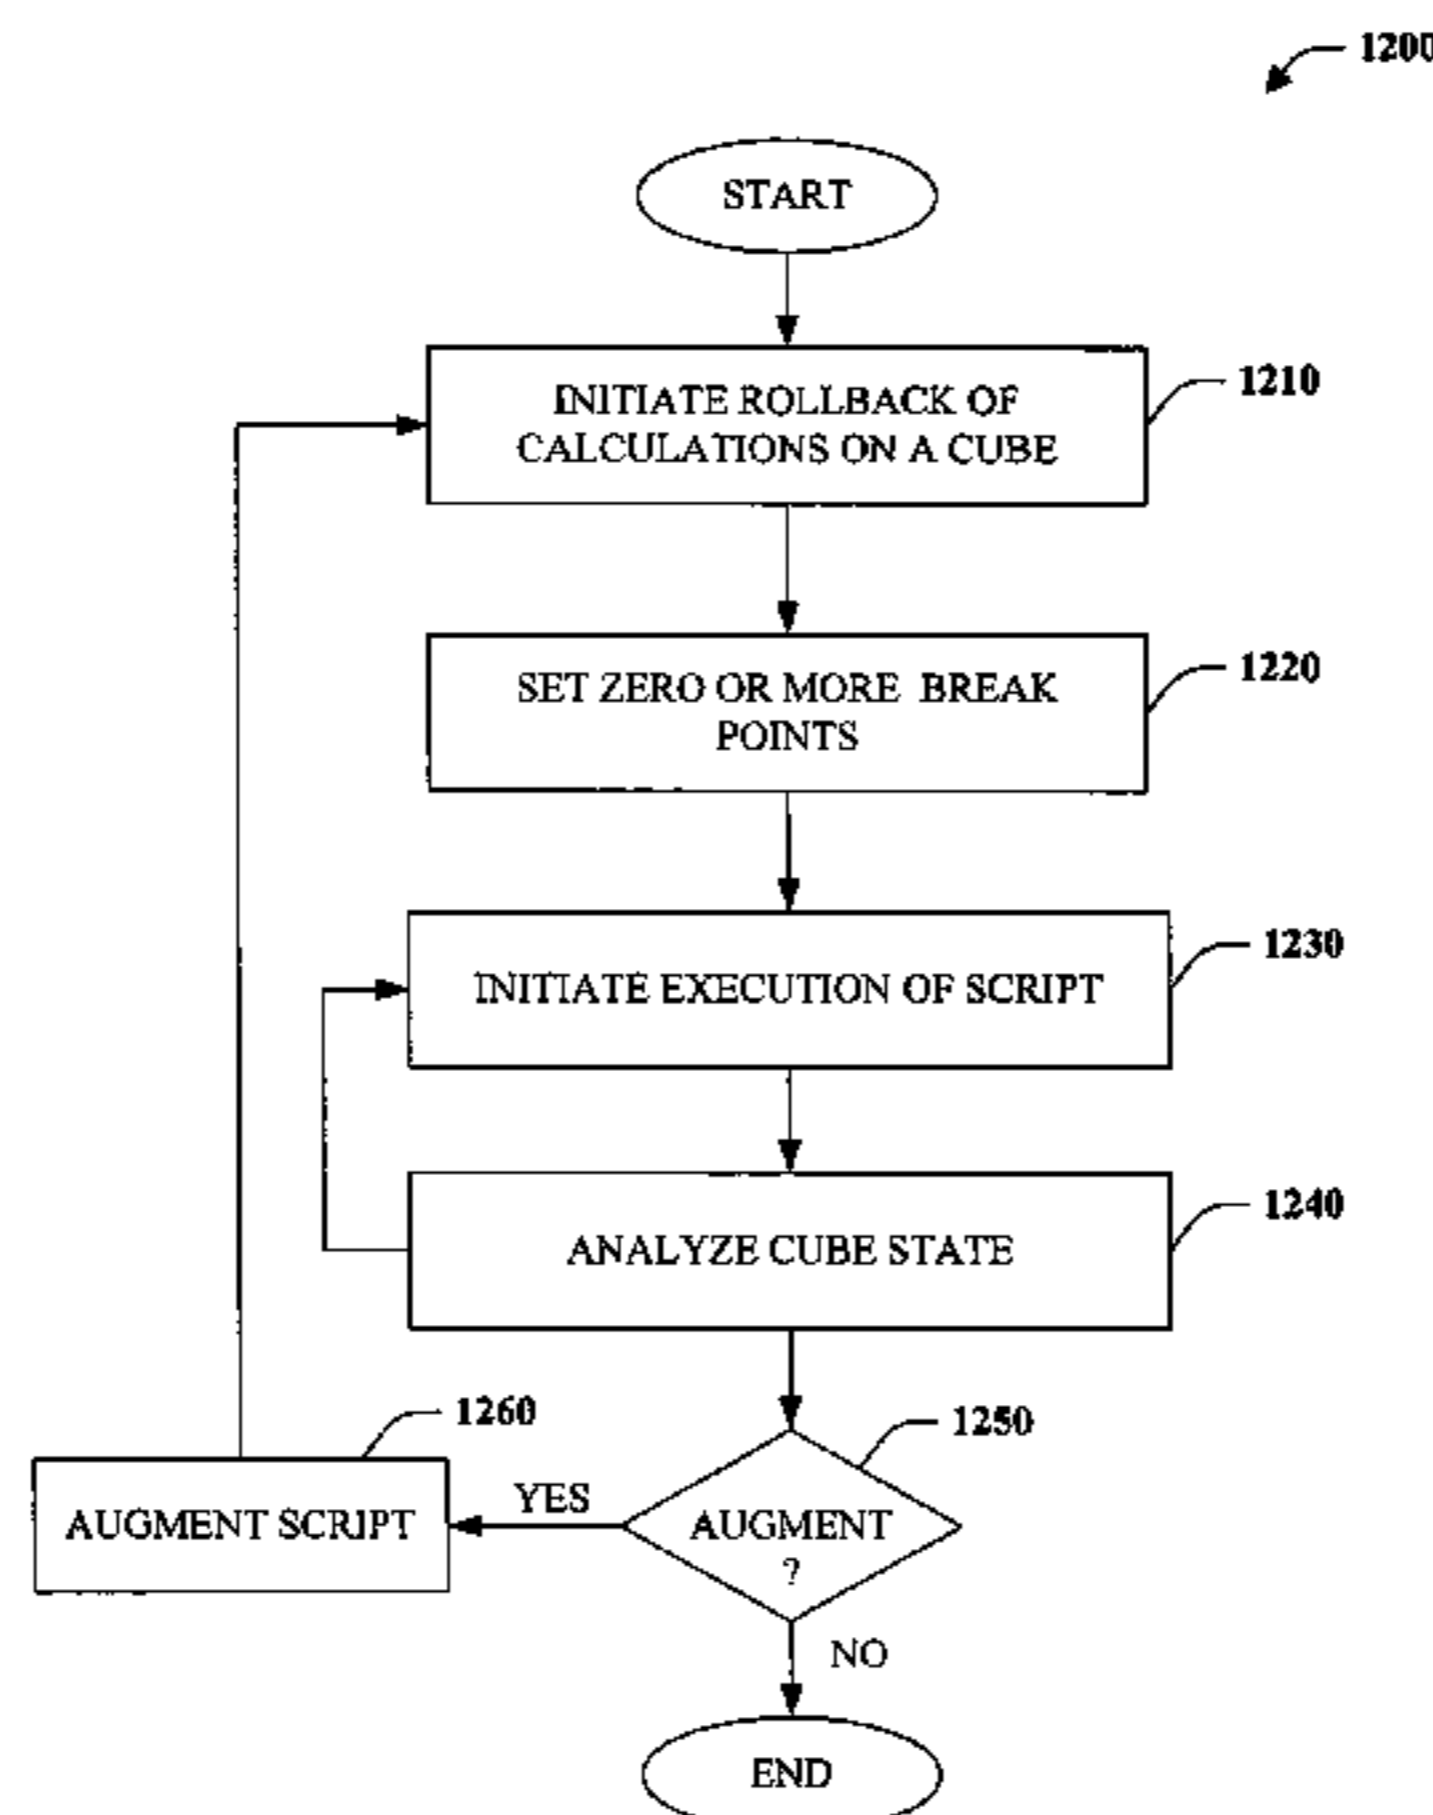 1200
START
INITIATE ROLLBACK OF
CALCULATIONS ON A CUBE
1210
SET ZERO OR MORE BREAK
POINTS
1220
INITIATE EXECUTION OF SCRIPT
1230
ANALYZE CUBE STATE
1240
AUGMENT SCRIPT
1260
YES
AUGMENT
?
1250
NO
END